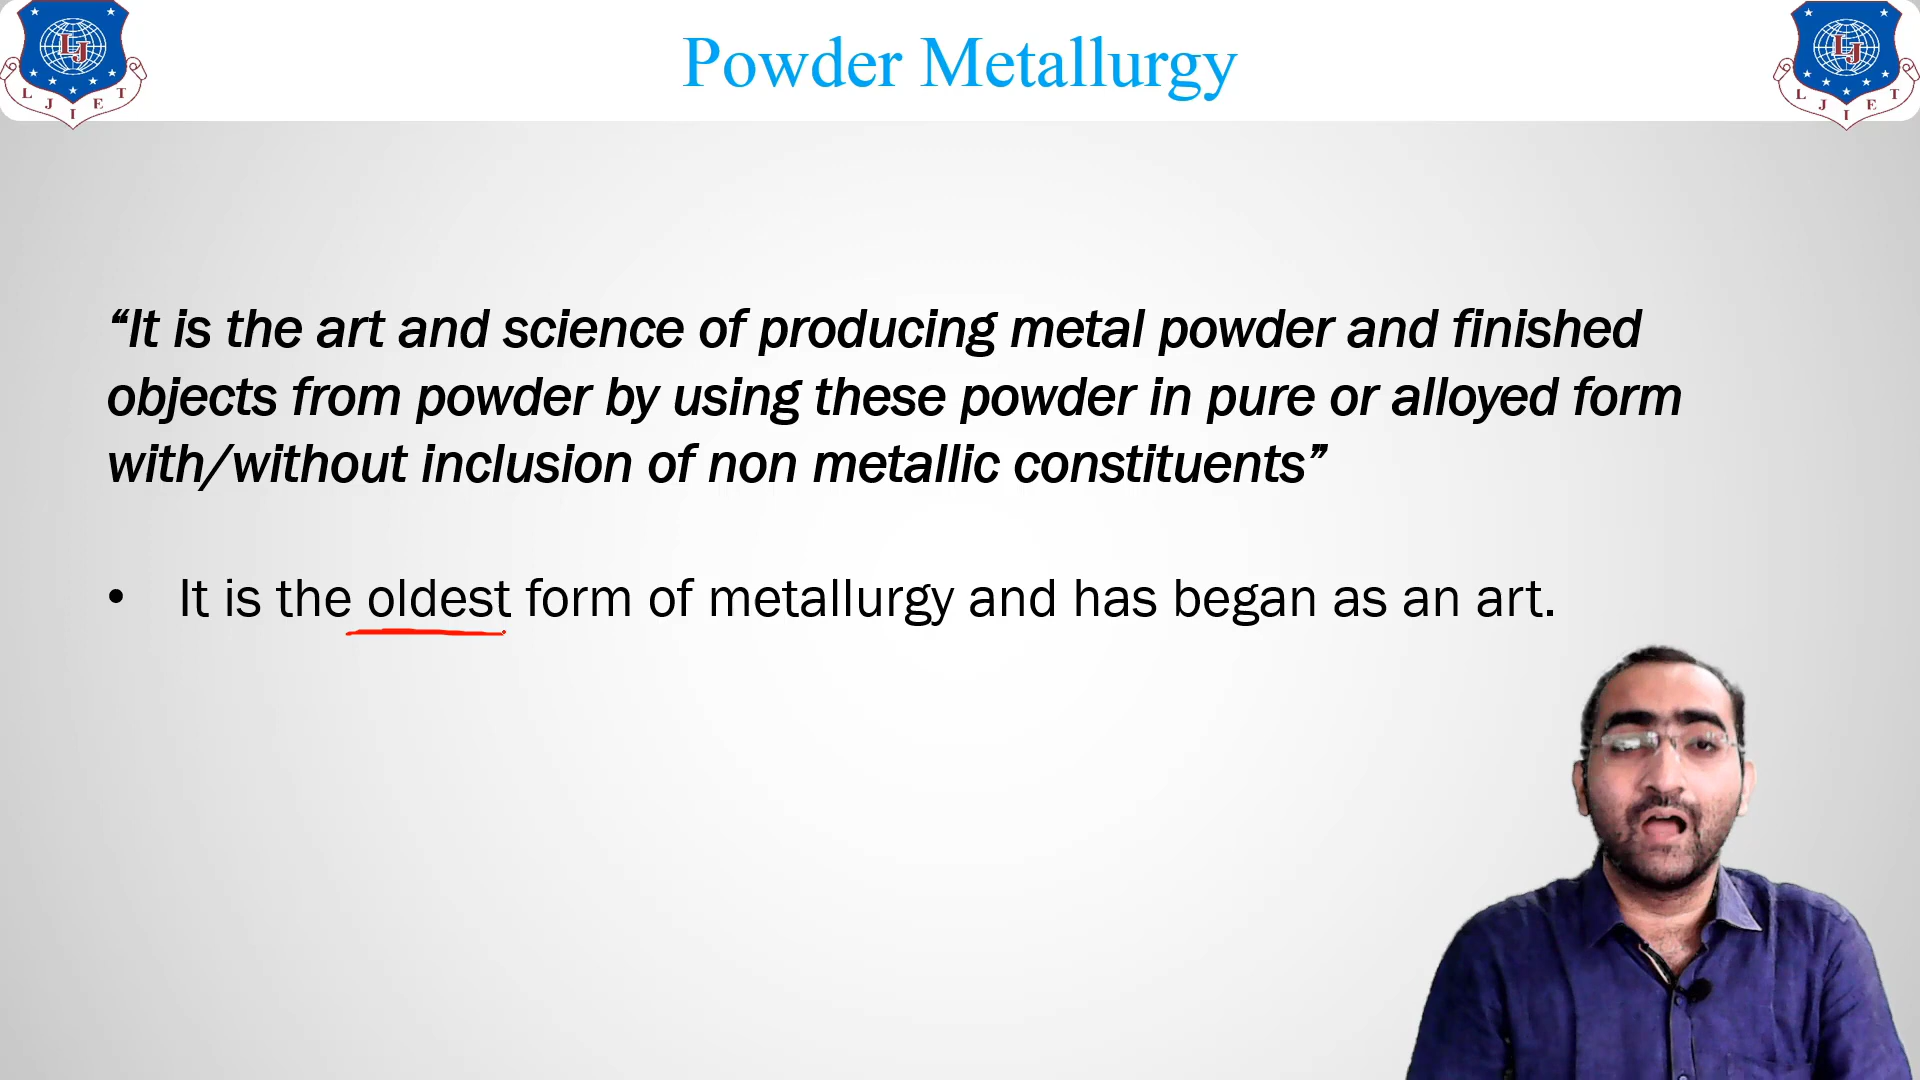 Powder Metallurgy
LJ
L J I E T
LJ
L J I E T
“It is the art and science of producing metal powder and finished
objects from powder by using these powder in pure or alloyed form
with/without inclusion of non metallic constituents”
• It is the oldest form of metallurgy and has began as an art.